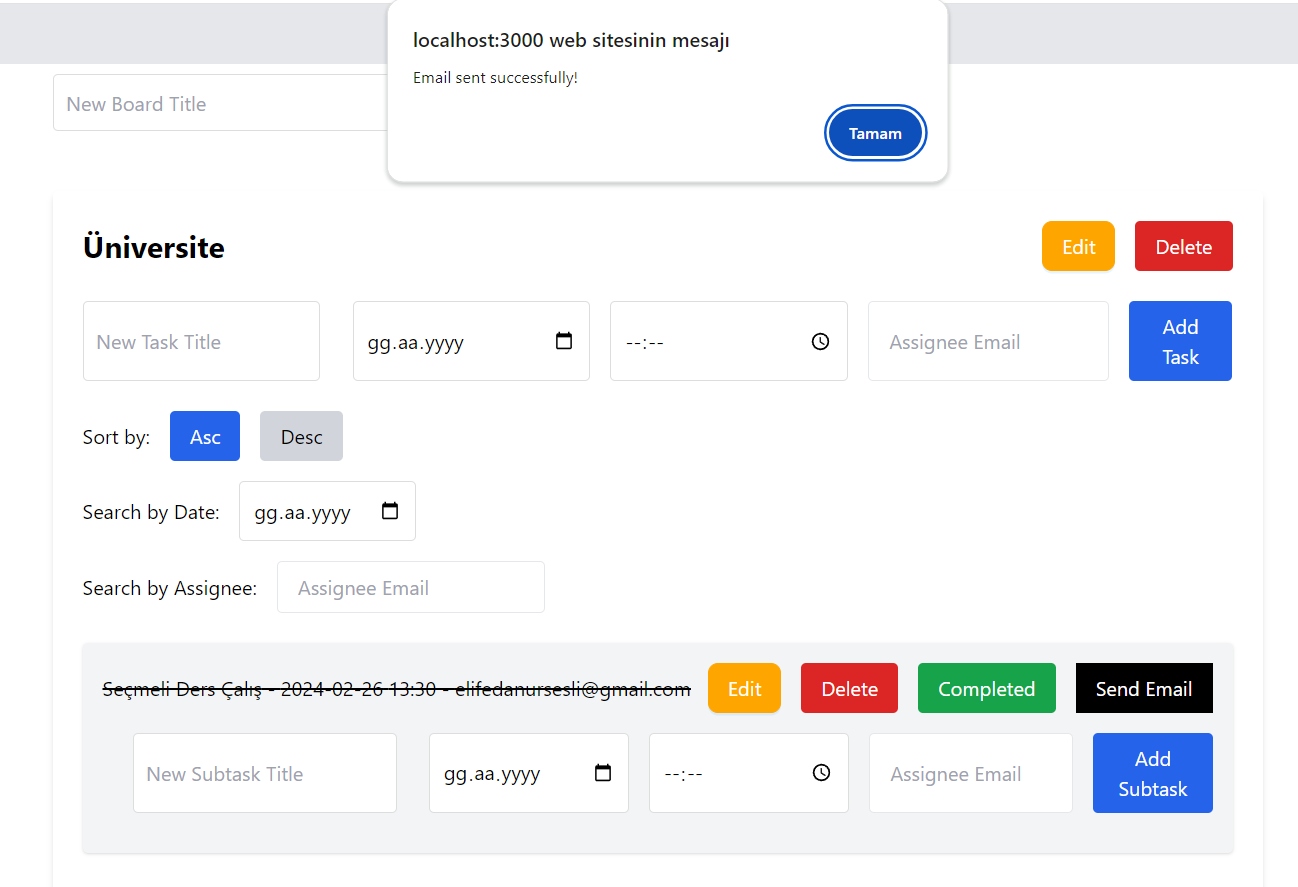 localhost:3000 web sitesinin mesajı
Email sent successfully!
Tamam
New Board Title
Üniversite
Edit
Delete
New Task Title
gg.aa.yyyy
--:--
Assignee Email
Add
Task
Sort by:
Asc
Desc
Search by Date:
gg.aa.yyyy
Search by Assignee:
Assignee Email
Seçmeli Ders Çalış - 2024-02-26 13:30 - elifedanursesli@gmail.com
Edit
Delete
Completed
Send Email
New Subtask Title
gg.aa.yyyy
--:--
Assignee Email
Add
Subtask